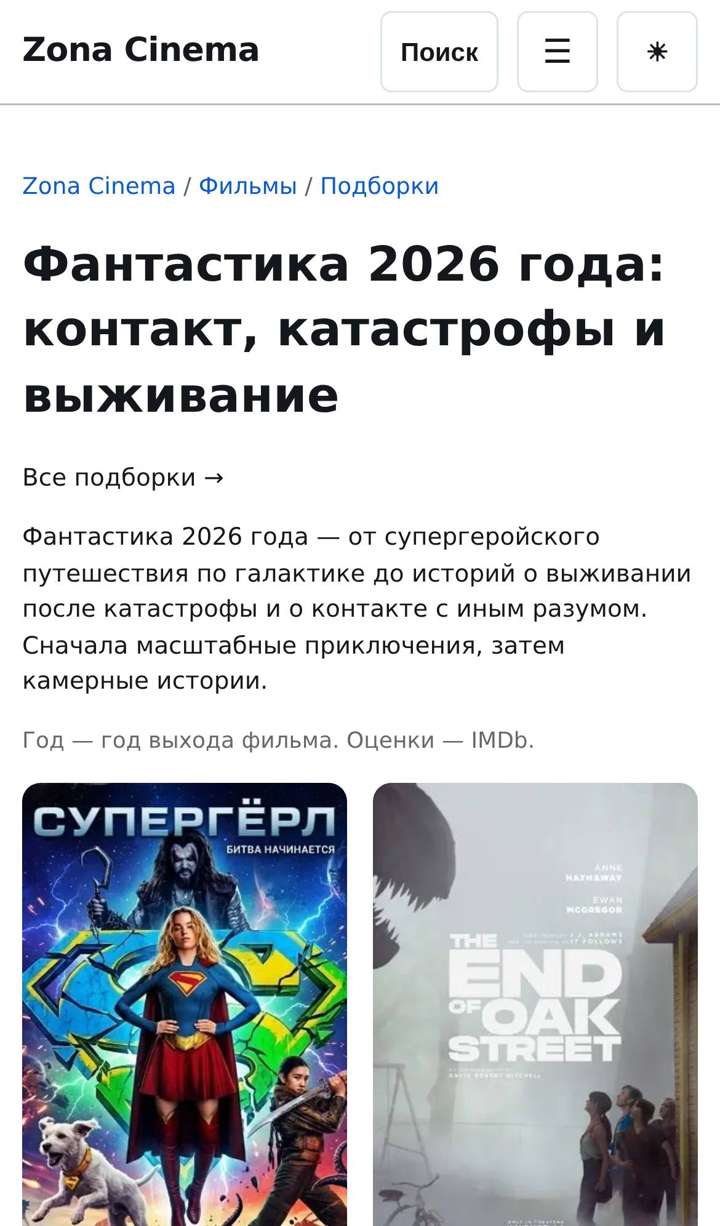 Zona Cinema
Поиск
Zona Cinema / Фильмы / Подборки
Фантастика 2026 года:
контакт, катастрофы и
выживание
Все подборки →
Фантастика 2026 года — от супергеройского
путешествия по галактике до историй о выживании
после катастрофы и о контакте с иным разумом.
Сначала масштабные приключения, затем
камерные истории.
Год — год выхода фильма. Оценки — IMDb.
СУПЕРГЁРЛ
БИТВА НАЧИНАЕТСЯ
ANNE
HATHAWAY
EWAN
MCGREGOR
THE
END
OF OAK
STREET